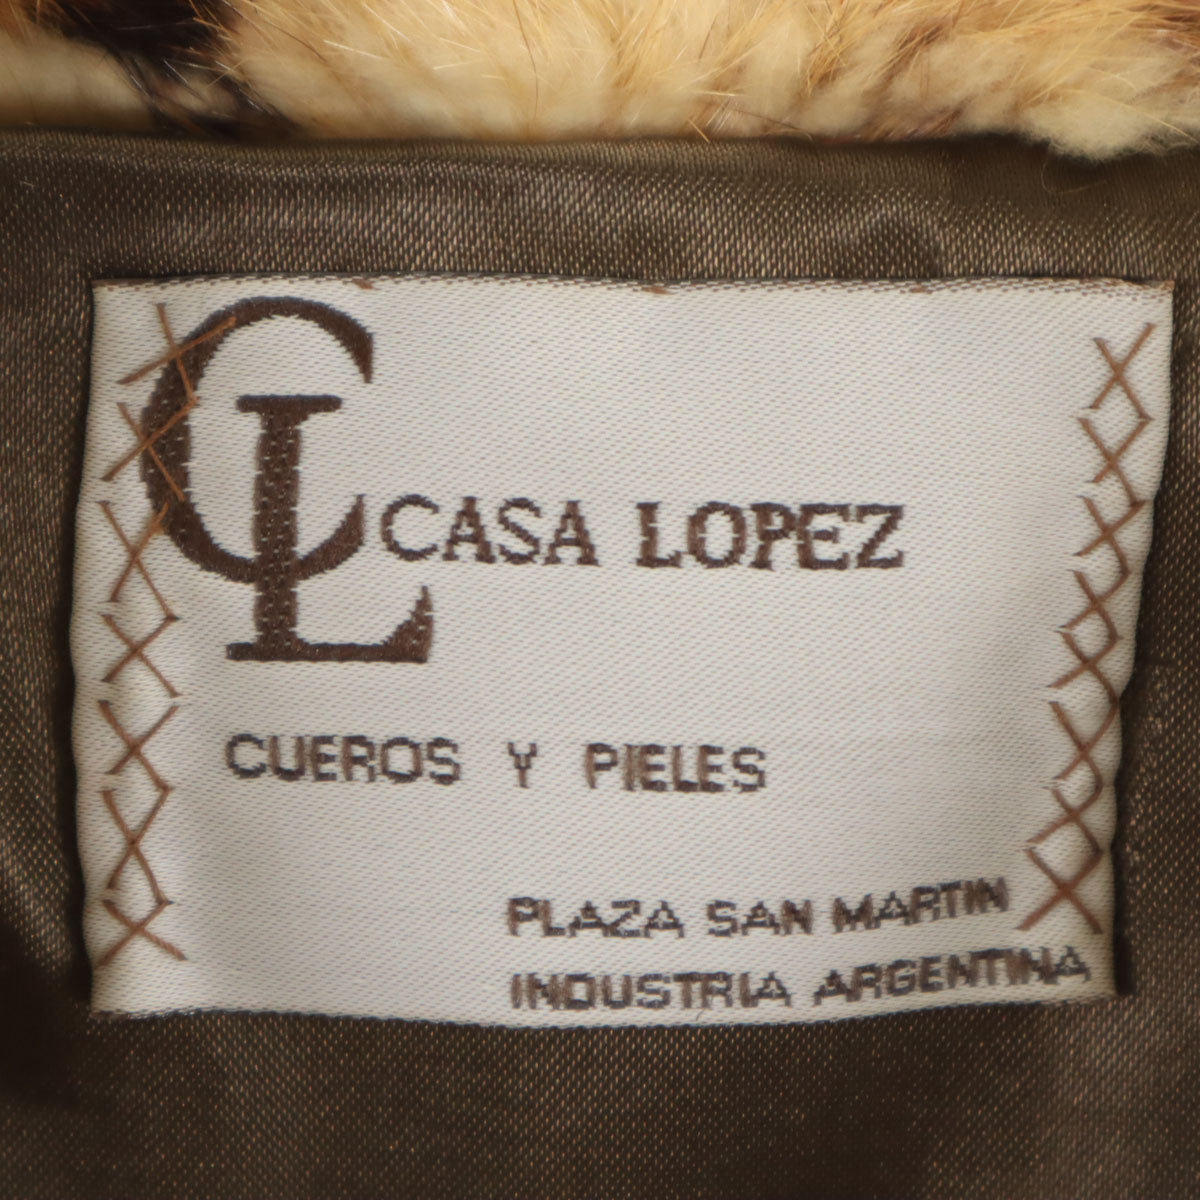 CL
CASA LOPEZ
CUEROS Y PIELES
PLAZA SAN MARTIN
INDUSTRIA ARGENTINA